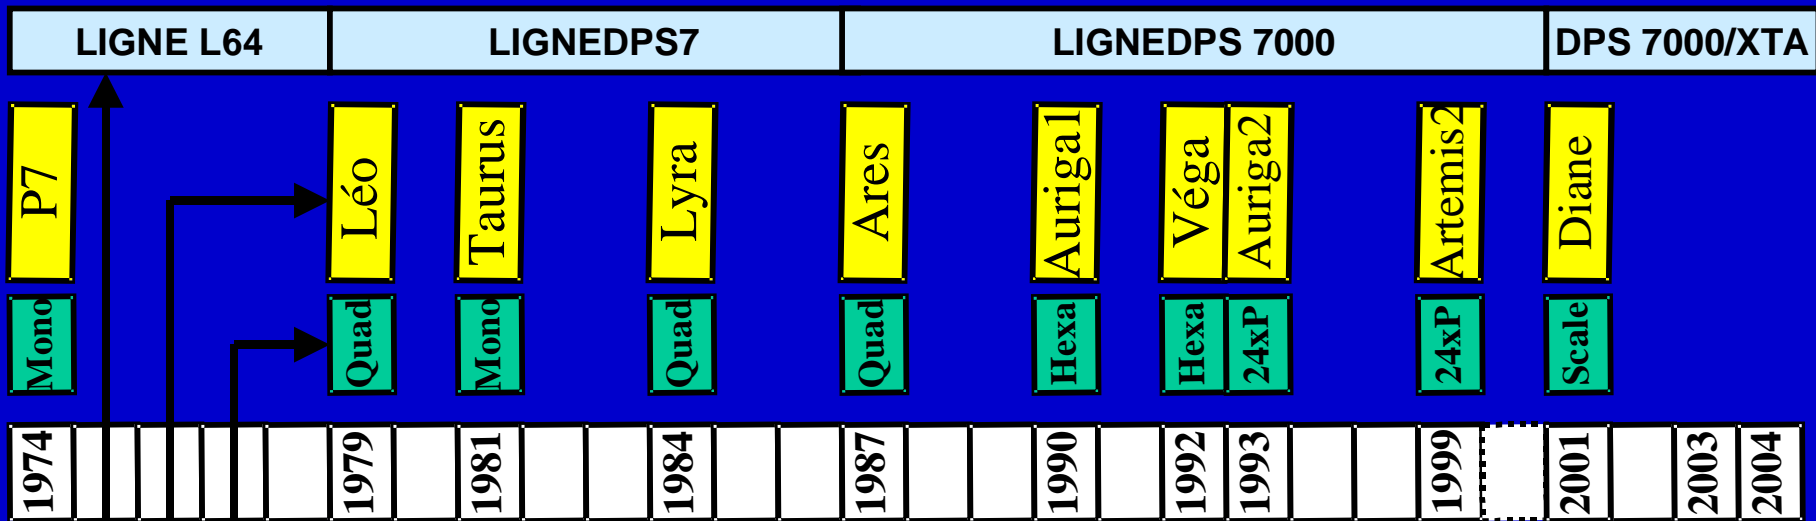 LIGNE L64 LIGNEDPS7 LIGNEDPS 7000 DPS 7000/XTA
P7 Léo Taurus Lyra Ares Auriga1 Véga Auriga2 Artemis2 Diane
Mono Quad Mono Quad Quad Hexa Hexa 24xP 24xP Scale
1974 1979 1981 1984 1987 1990 1992 1993 1999 2001 2003 2004